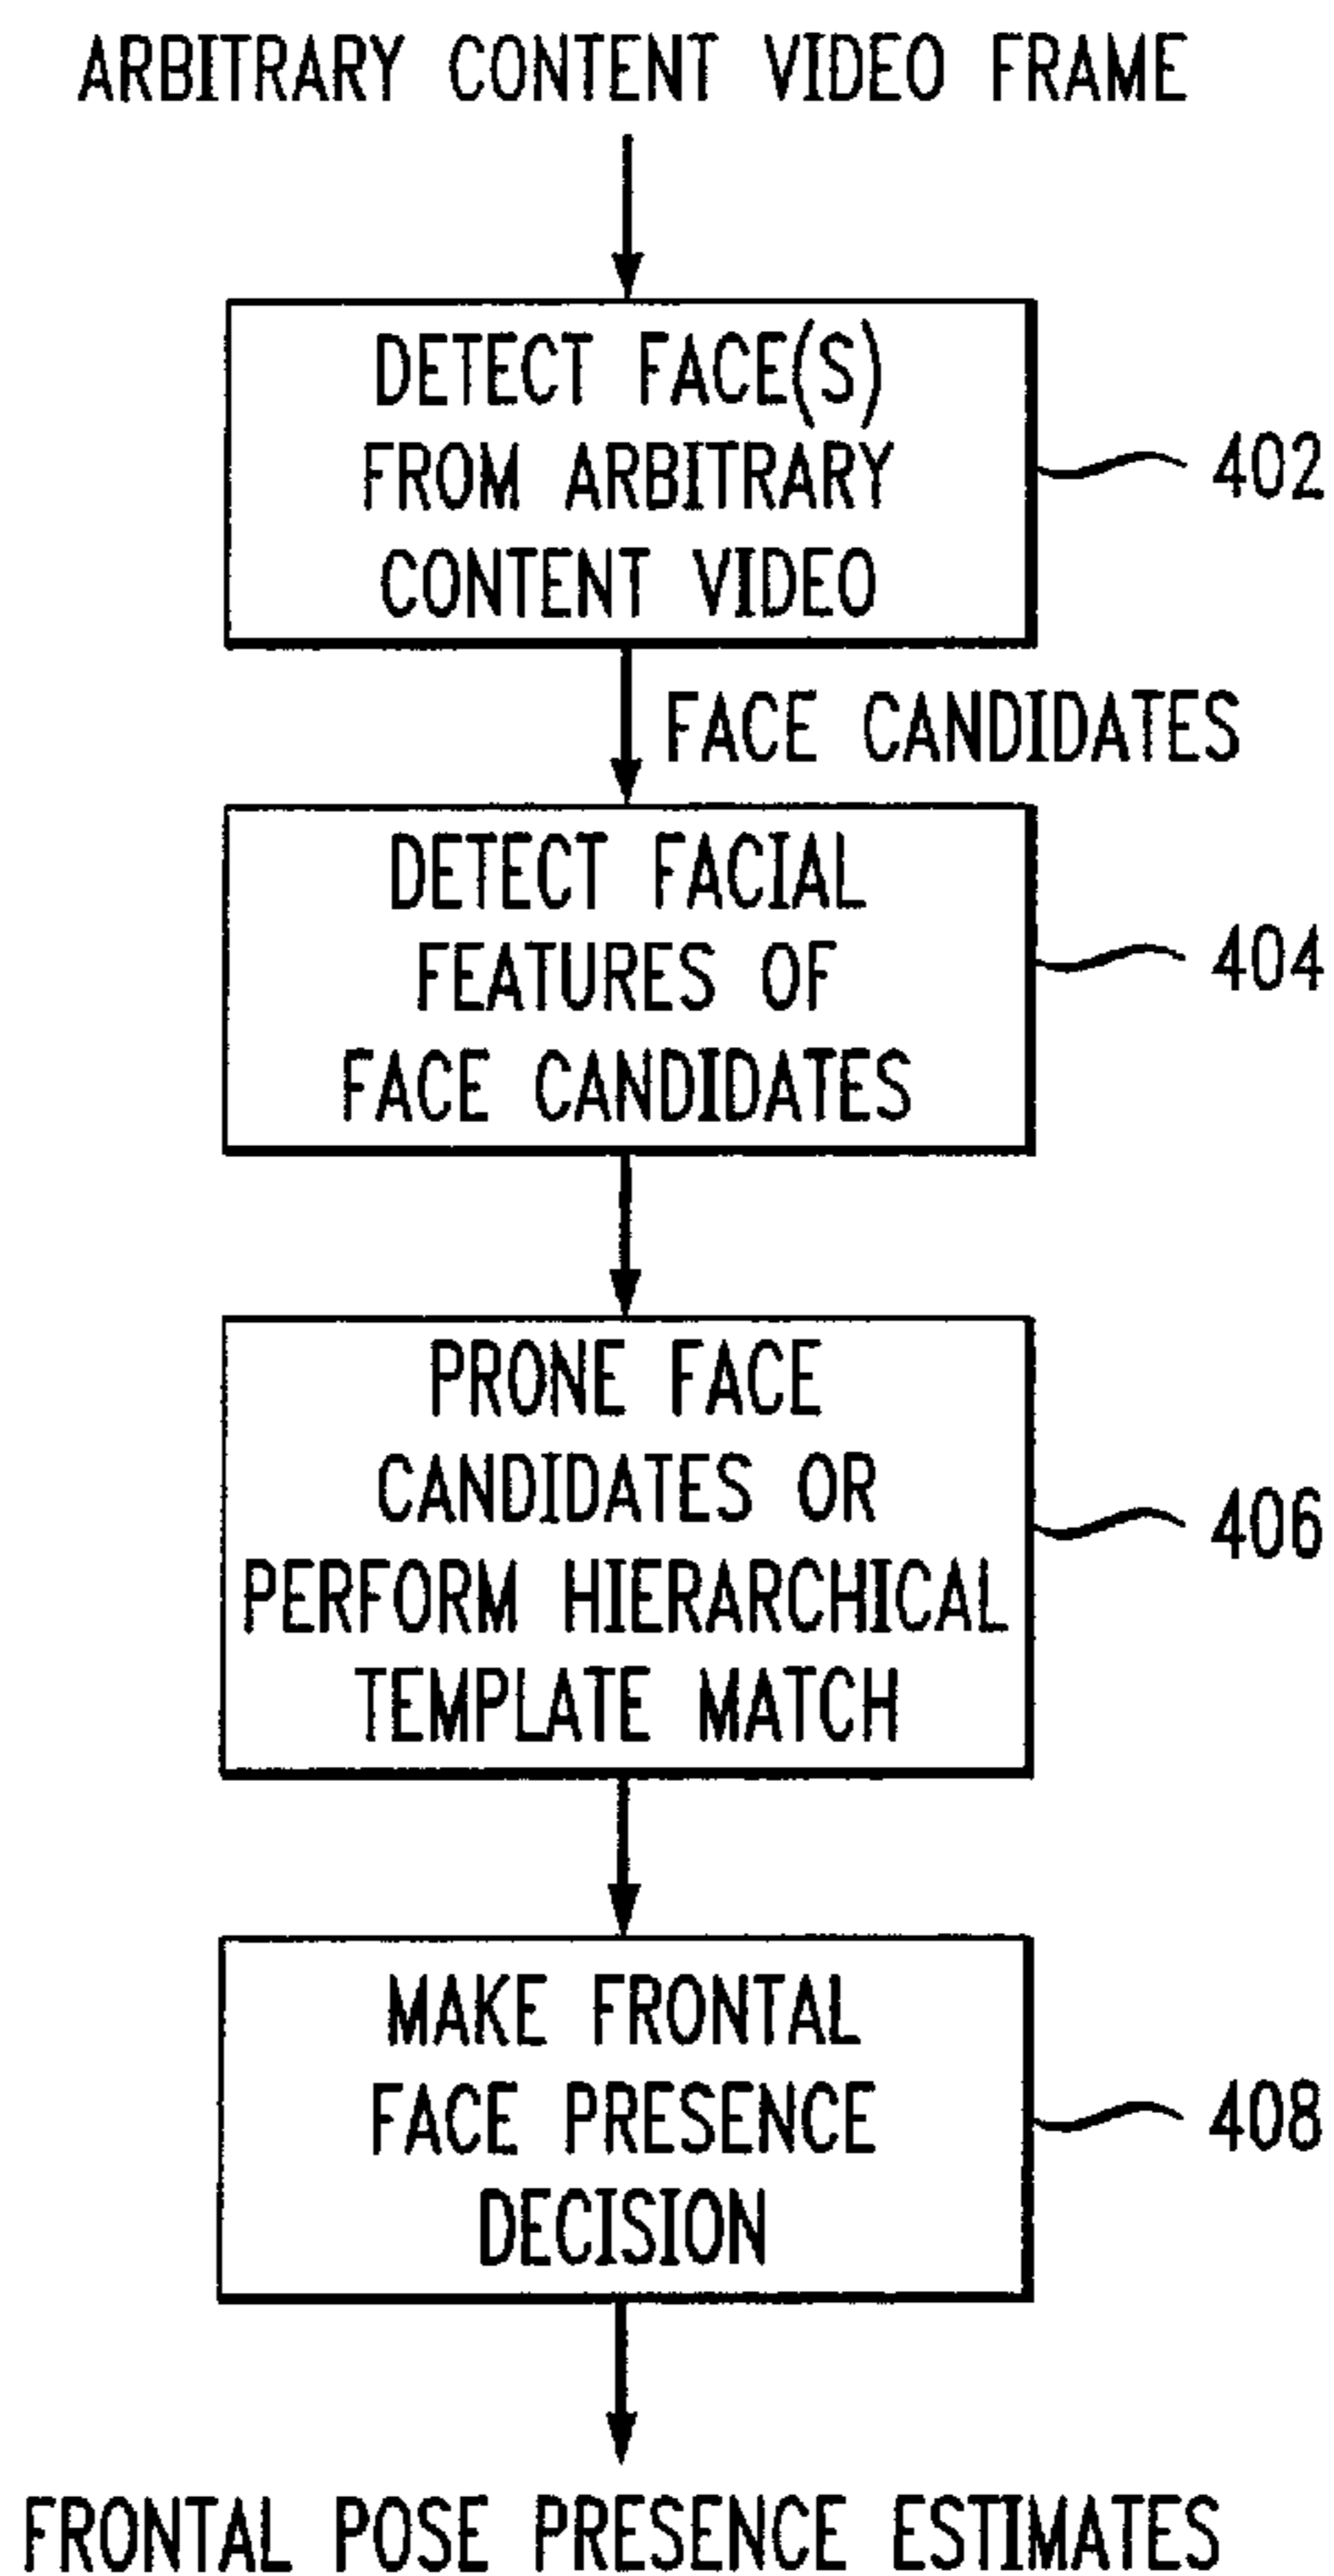 ARBITRARY CONTENT VIDEO FRAME
DETECT FACE(S)
FROM ARBITRARY
CONTENT VIDEO
402
FACE CANDIDATES
DETECT FACIAL
FEATURES OF
FACE CANDIDATES
404
PRONE FACE
CANDIDATES OR
PERFORM HIERARCHICAL
TEMPLATE MATCH
406
MAKE FRONTAL
FACE PRESENCE
DECISION
408
FRONTAL POSE PRESENCE ESTIMATES